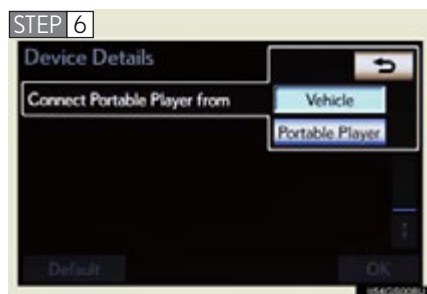 STEP 6
Device Details
Connect Portable Player from
Vehicle
Portable Player
Default
OK